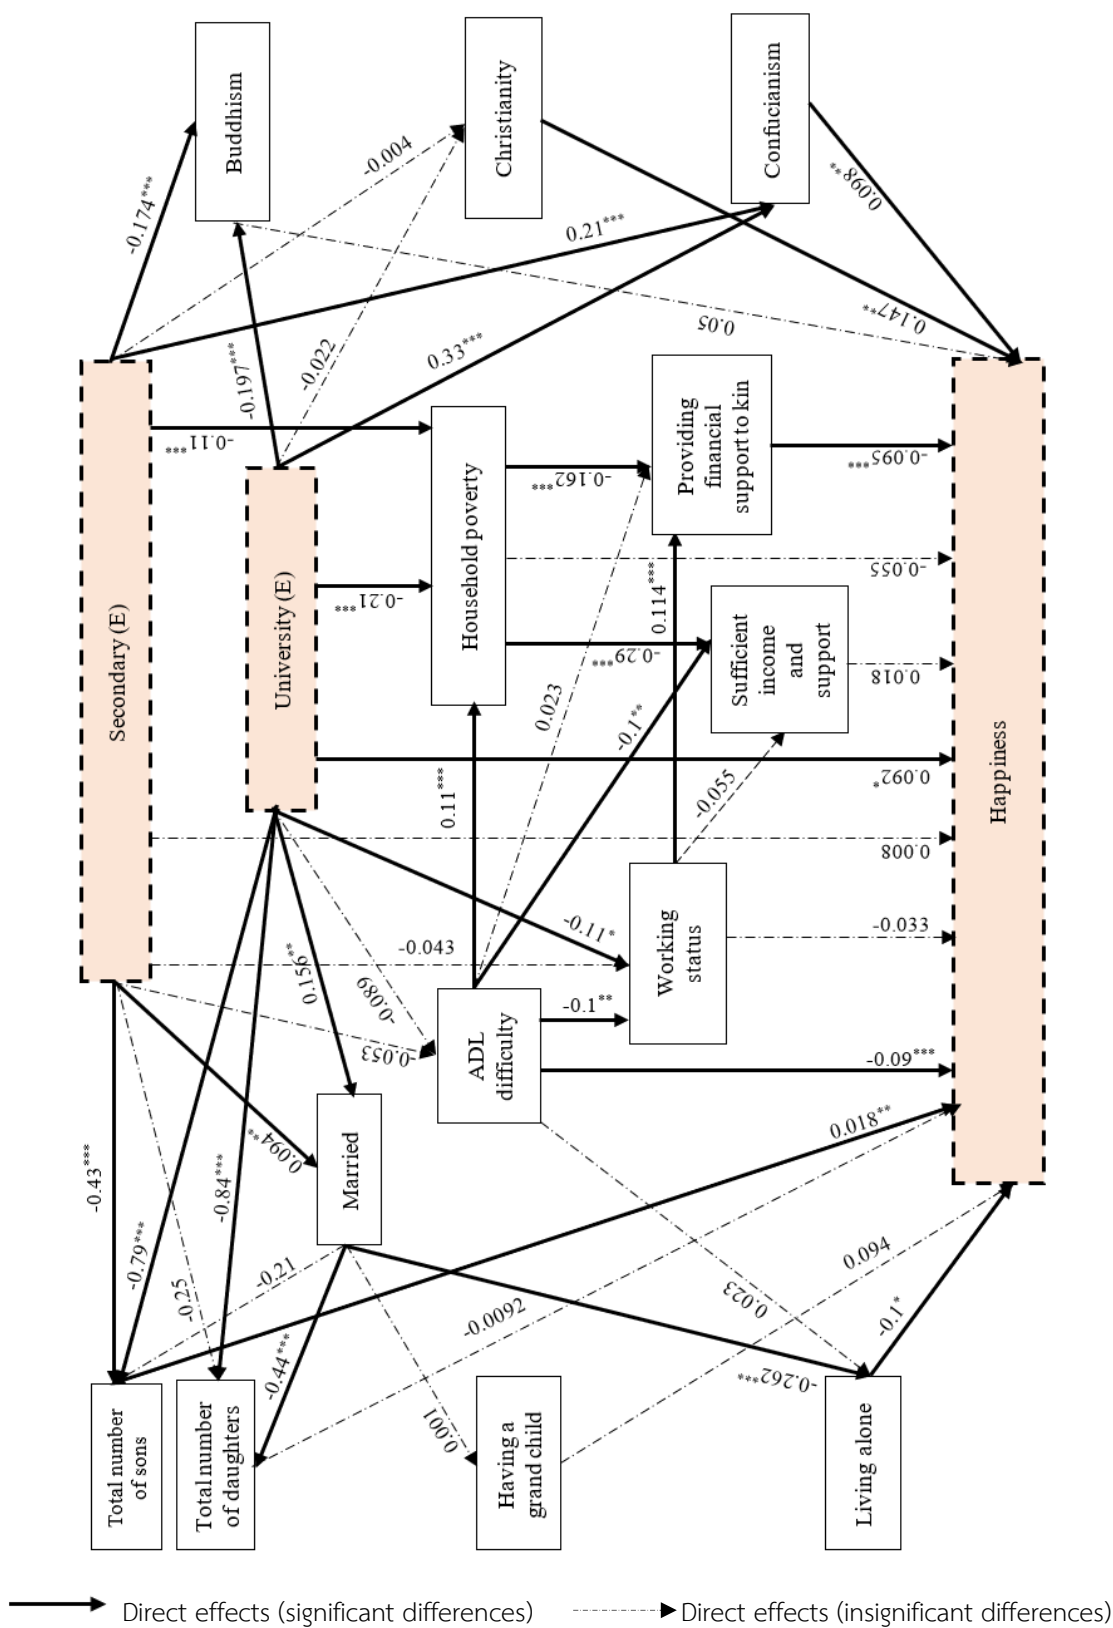 Buddhism
Christianity
Confucianism
-0.174***
-0.004
0.098**
0.21***
-0.197***
-0.022
0.33***
0.05
0.147**
Secondary (E)
-0.11***
University (E)
-0.21***
Household poverty
-0.162***
Providing
financial
support to kin
-0.095***
-0.055
0.114***
-0.29***
Sufficient
income
and
support
0.018
0.023
-0.1**
0.11***
-0.055
0.092*
Happiness
0.008
-0.11*
-0.043
Working
status
-0.033
0.156**
-0.089
0.053
ADL
difficulty
-0.1**
-0.09***
-0.43***
0.094**
Married
-0.84***
-0.79***
-0.25
-0.21
-0.44***
0.018**
-0.0092
0.001
0.023
0.094
-0.262***
-0.1*
Total number
of sons
Total number
of daughters
Having a
grand child
Living alone
Direct effects (significant differences)
Direct effects (insignificant differences)